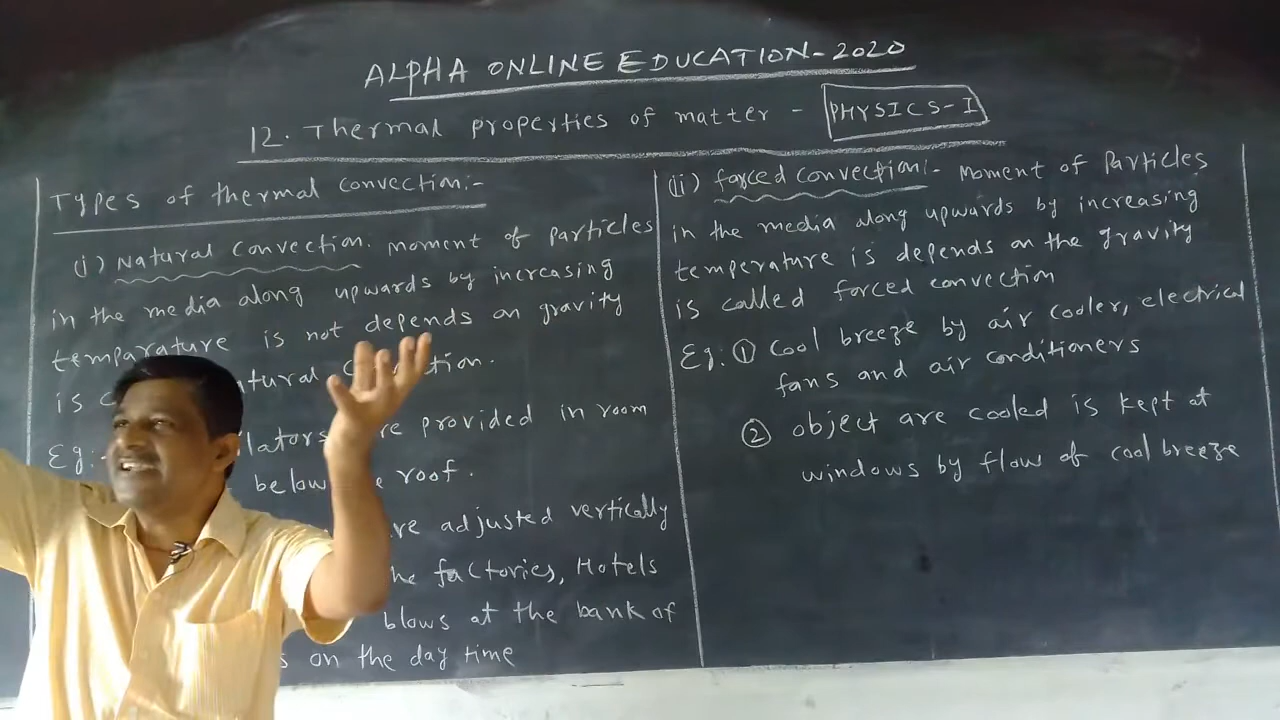 ALPHA ONLINE EDUCATION-2020
12. Thermal properties of matter - PHYSICS-I
Types of thermal convection:-
(i) Natural convection. moment of particles
in the media along upwards by increasing
temparature is not depends on gravity
is
Eg:- are provided in room
below roof.
adjusted vertically
factories, Hotels
blows at the bank of
on the day time
(ii) forced convection:- moment of Particles
in the media along upwards by increasing
temperature is depends on the gravity
is called forced convection
Eg: ① cool breeze by air cooler, electrical
fans and air conditioners
② object are cooled is kept at
windows by flow of cool breeze